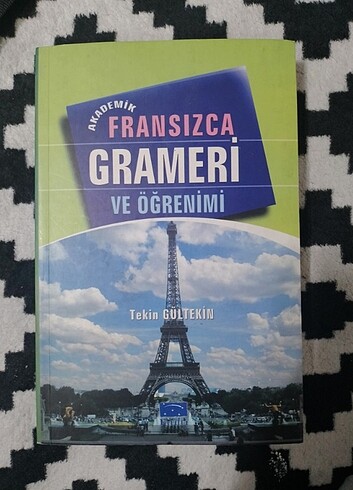 AKADEMİK
FRANSIZCA
GRAMERİ
VE ÖĞRENİMİ
Tekin GÜLTEKİN